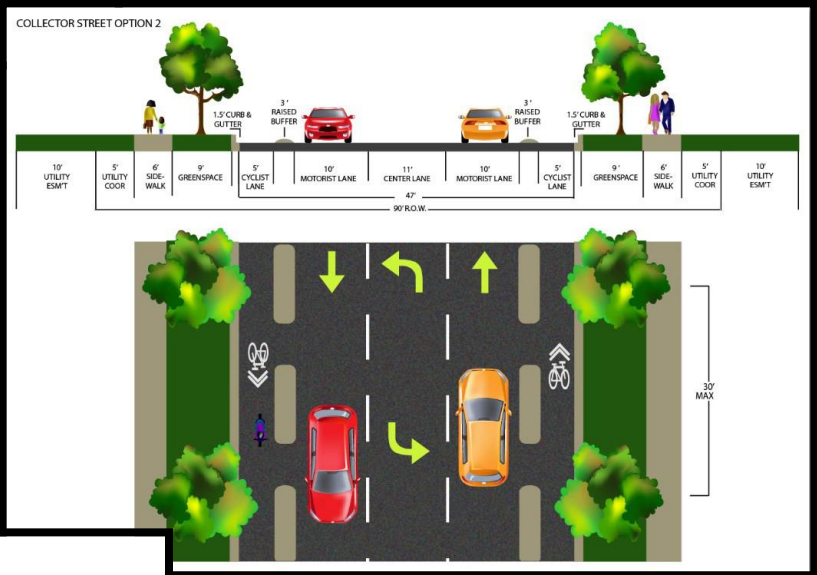 COLLECTOR STREET OPTION 2
3'
RAISED
BUFFER
3'
RAISED
BUFFER
1.5' CURB &
GUTTER
1.5' CURB &
GUTTER
10'
UTILITY
ESM'T
5'
UTILITY
COOR
6'
SIDE-
WALK
9'
GREENSPACE
5'
CYCLIST
LANE
10'
MOTORIST LANE
11'
CENTER LANE
10'
MOTORIST LANE
5'
CYCLIST
LANE
9'
GREENSPACE
6'
SIDE-
WALK
5'
UTILITY
COOR
10'
UTILITY
ESM'T
47'
90' R.O.W.
30'
MAX